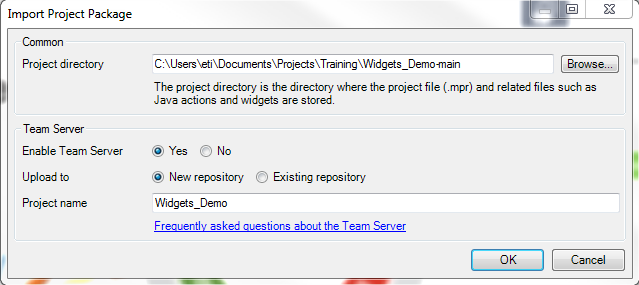 Import Project Package
Common
Project directory C:\Users\eti\Documents\Projects\Training\Widgets_Demo-main Browse...
The project directory is the directory where the project file (.mpr) and related files such as
Java actions and widgets are stored.
Team Server
Enable Team Server Yes No
Upload to New repository Existing repository
Project name Widgets_Demo
Frequently asked questions about the Team Server
OK Cancel